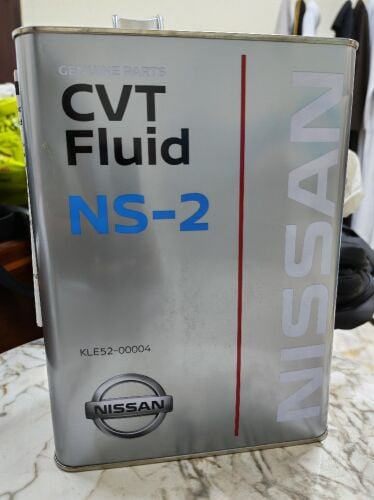 GENUINE PARTS
CVT
Fluid
NS-2
KLE52-00004
NISSAN
NISSAN